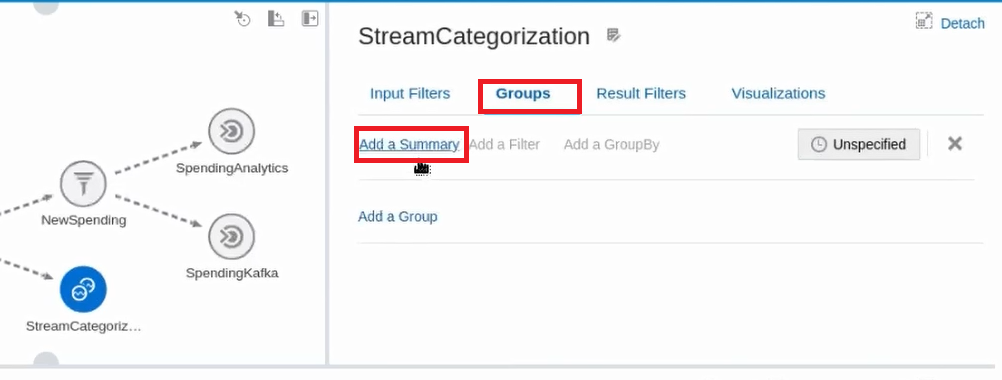 StreamCategorization
Detach
Input Filters
Groups
Result Filters
Visualizations
Add a Summary
Add a Filter
Add a GroupBy
Unspecified
Add a Group
SpendingAnalytics
NewSpending
SpendingKafka
StreamCategoriz...